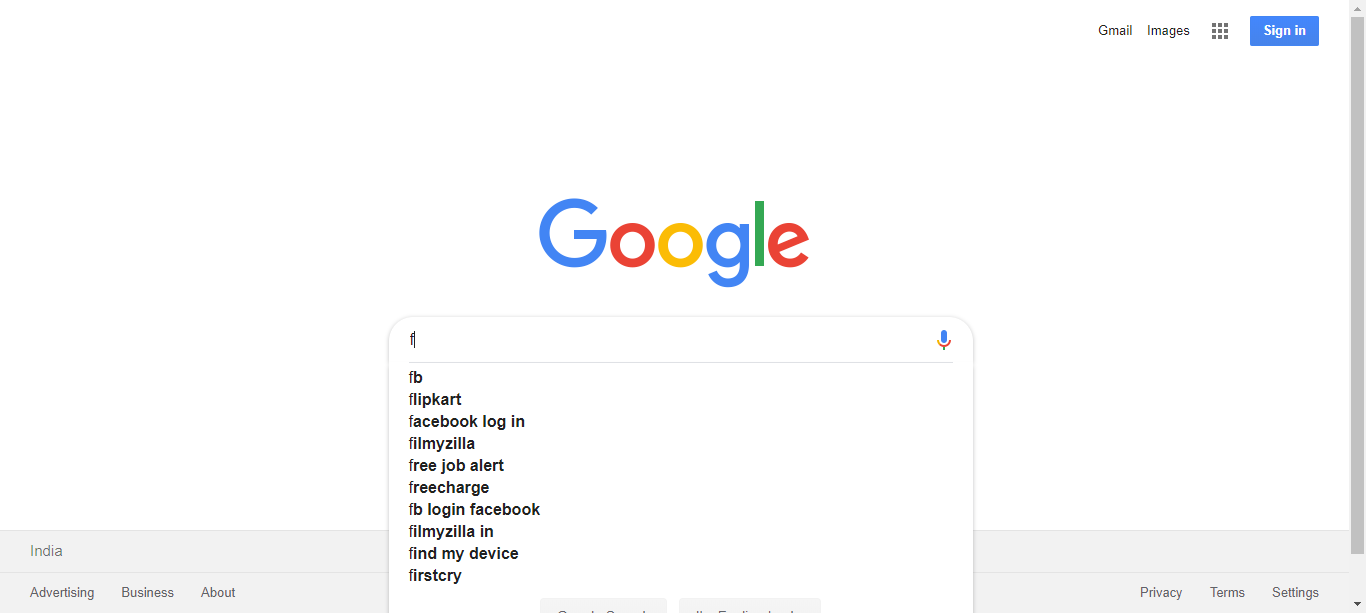 Gmail Images Sign in
Google
f
fb
flipkart
facebook log in
filmyzilla
free job alert
freecharge
fb login facebook
filmyzilla in
find my device
firstcry
India
Advertising Business About Privacy Terms Settings